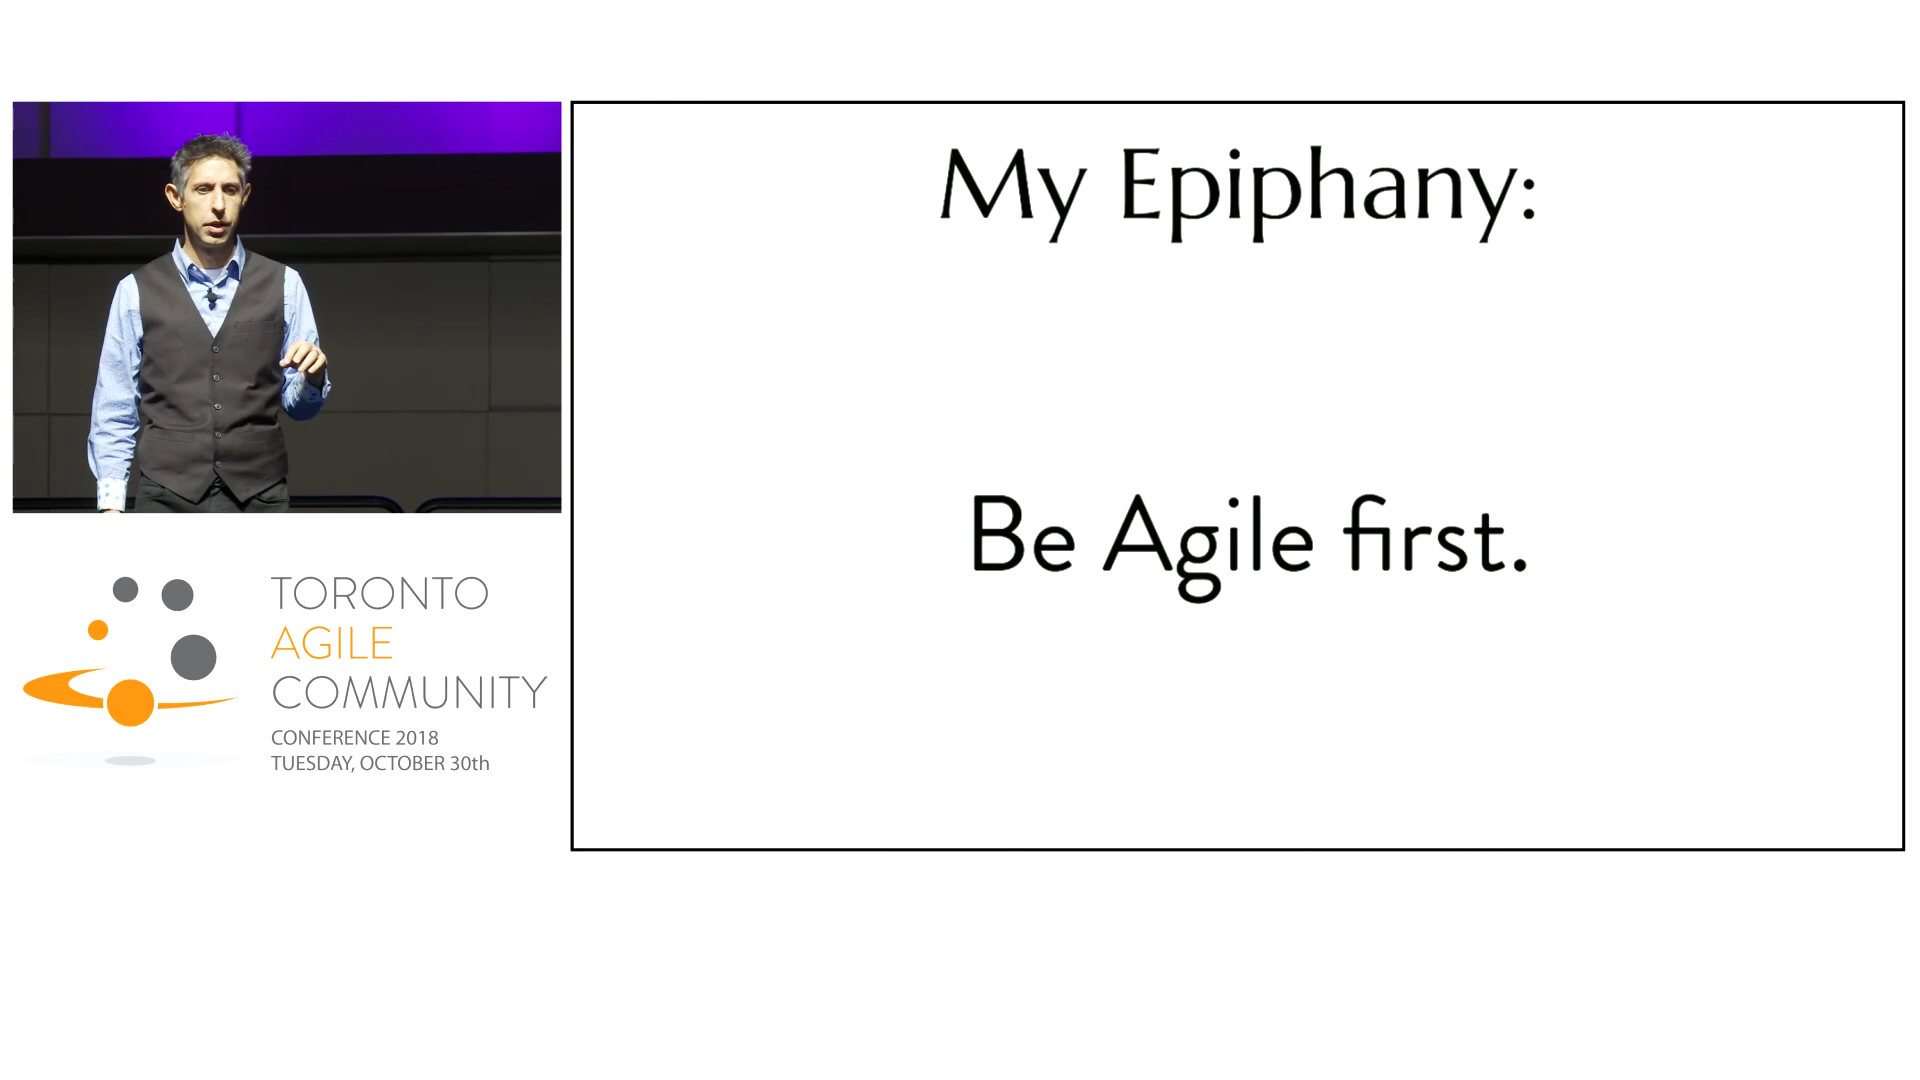 My Epiphany:
Be Agile first.
TORONTO
AGILE
COMMUNITY
CONFERENCE 2018
TUESDAY, OCTOBER 30th